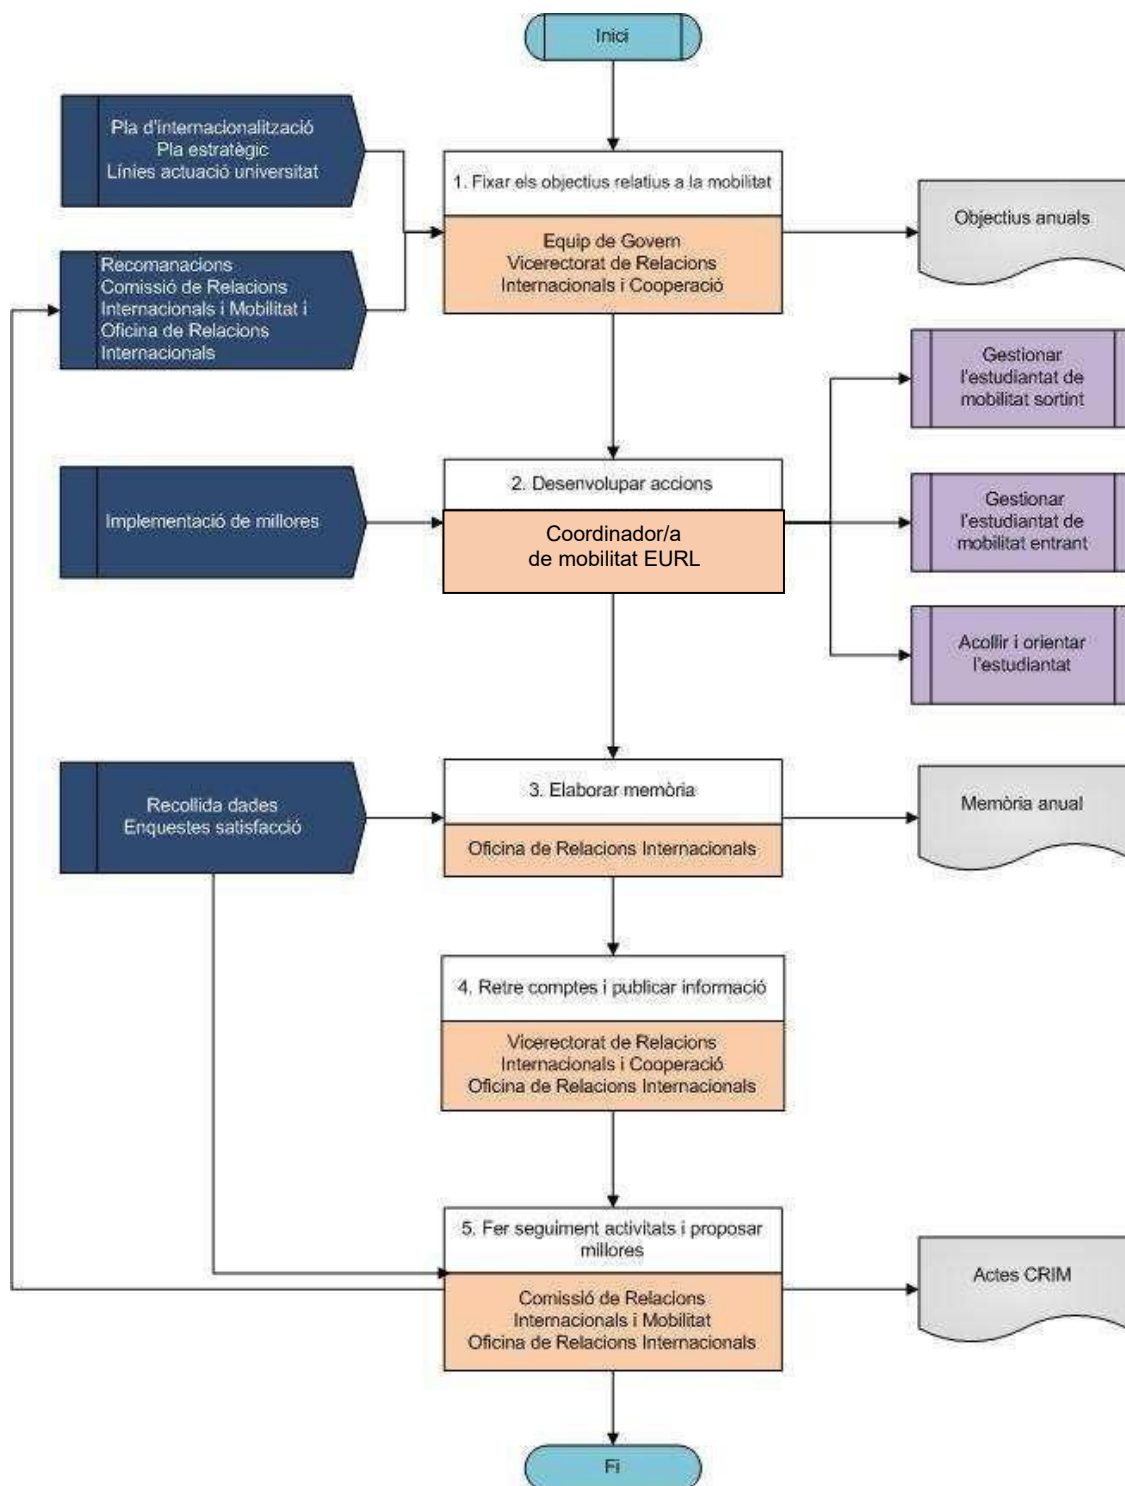 Inici
Pla d'internacionalització
Pla estratègic
Línies actuació universitat
1. Fixar els objectius relatius a la mobilitat
Equip de Govern
Vicerectorat de Relacions
Internacionals i Cooperació
Objectius anuals
Recomanacions
Comissió de Relacions
Internacionals i Mobilitat i
Oficina de Relacions
Internacionals
Gestionar
l'estudiantat de
mobilitat sortint
Implementació de millores
2. Desenvolupar accions
Coordinador/a
de mobilitat EURL
Gestionar
l'estudiantat de
mobilitat entrant
Acollir i orientar
l'estudiantat
Recollida dades
Enquestes satisfacció
3. Elaborar memòria
Oficina de Relacions Internacionals
Memòria anual
4. Retre comptes i publicar informació
Vicerectorat de Relacions
Internacionals i Cooperació
Oficina de Relacions Internacionals
5. Fer seguiment activitats i proposar
millores
Comissió de Relacions
Internacionals i Mobilitat
Oficina de Relacions Internacionals
Actes CRIM
Fi